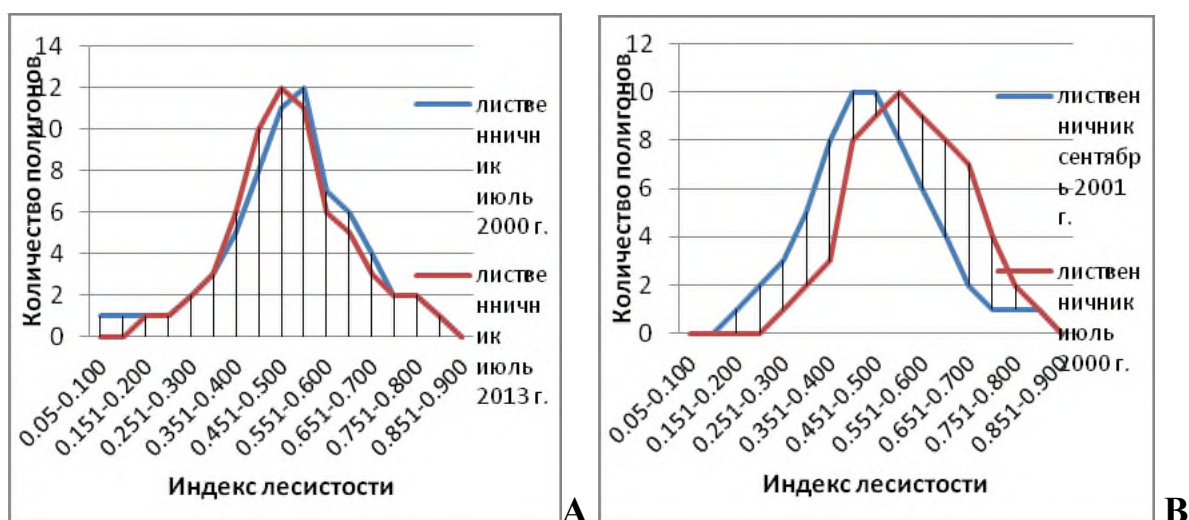 Количество полигонов
14
12
10
8
6
4
2
0
0.05-0.100
0.151-0.200
0.251-0.300
0.351-0.400
0.451-0.500
0.551-0.600
0.651-0.700
0.751-0.800
0.851-0.900
Индекс лесистости
листве
нничн
ик
июль
2000 г.
листве
нничн
ик
июль
2013 г.
A
Количество полигонов
12
10
8
6
4
2
0
0.05-0.100
0.151-0.200
0.251-0.300
0.351-0.400
0.451-0.500
0.551-0.600
0.651-0.700
0.751-0.800
0.851-0.900
Индекс лесистости
листвен
ничник
сентябр
ь 2001
г.
листвен
ничник
июль
2000 г.
B